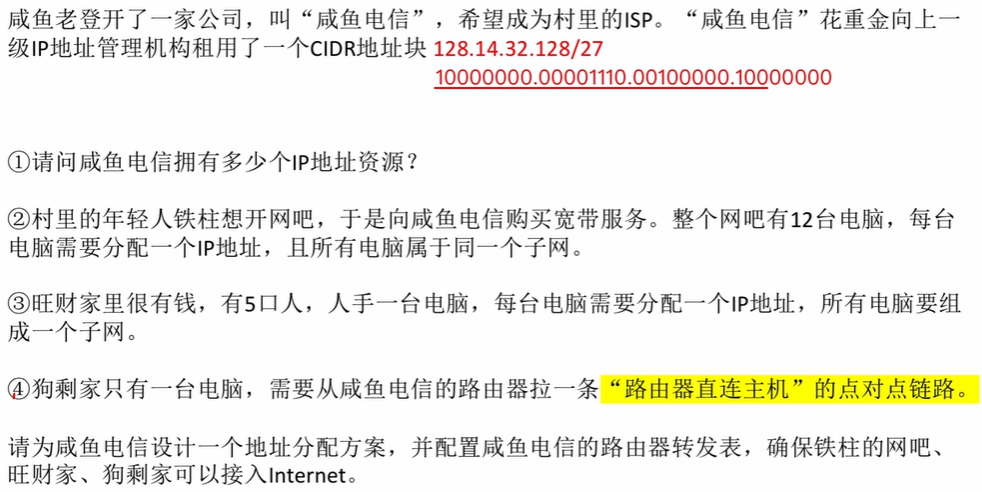 咸鱼老登开了一家公司，叫“咸鱼电信”，希望成为村里的ISP。“咸鱼电信”花重金向上一
级IP地址管理机构租用了一个CIDR地址块 128.14.32.128/27
10000000.00001110.00100000.10000000
①请问咸鱼电信拥有多少个IP地址资源？
②村里的年轻人铁柱想开网吧，于是向咸鱼电信购买宽带服务。整个网吧有12台电脑，每台
电脑需要分配一个IP地址，且所有电脑属于同一个子网。
③旺财家里很有钱，有5口人，人手一台电脑，每台电脑需要分配一个IP地址，所有电脑要组
成一个子网。
④狗剩家只有一台电脑，需要从咸鱼电信的路由器拉一条“路由器直连主机”的点对点链路。
请为咸鱼电信设计一个地址分配方案，并配置咸鱼电信的路由器转发表，确保铁柱的网吧、
旺财家、狗剩家可以接入Internet。